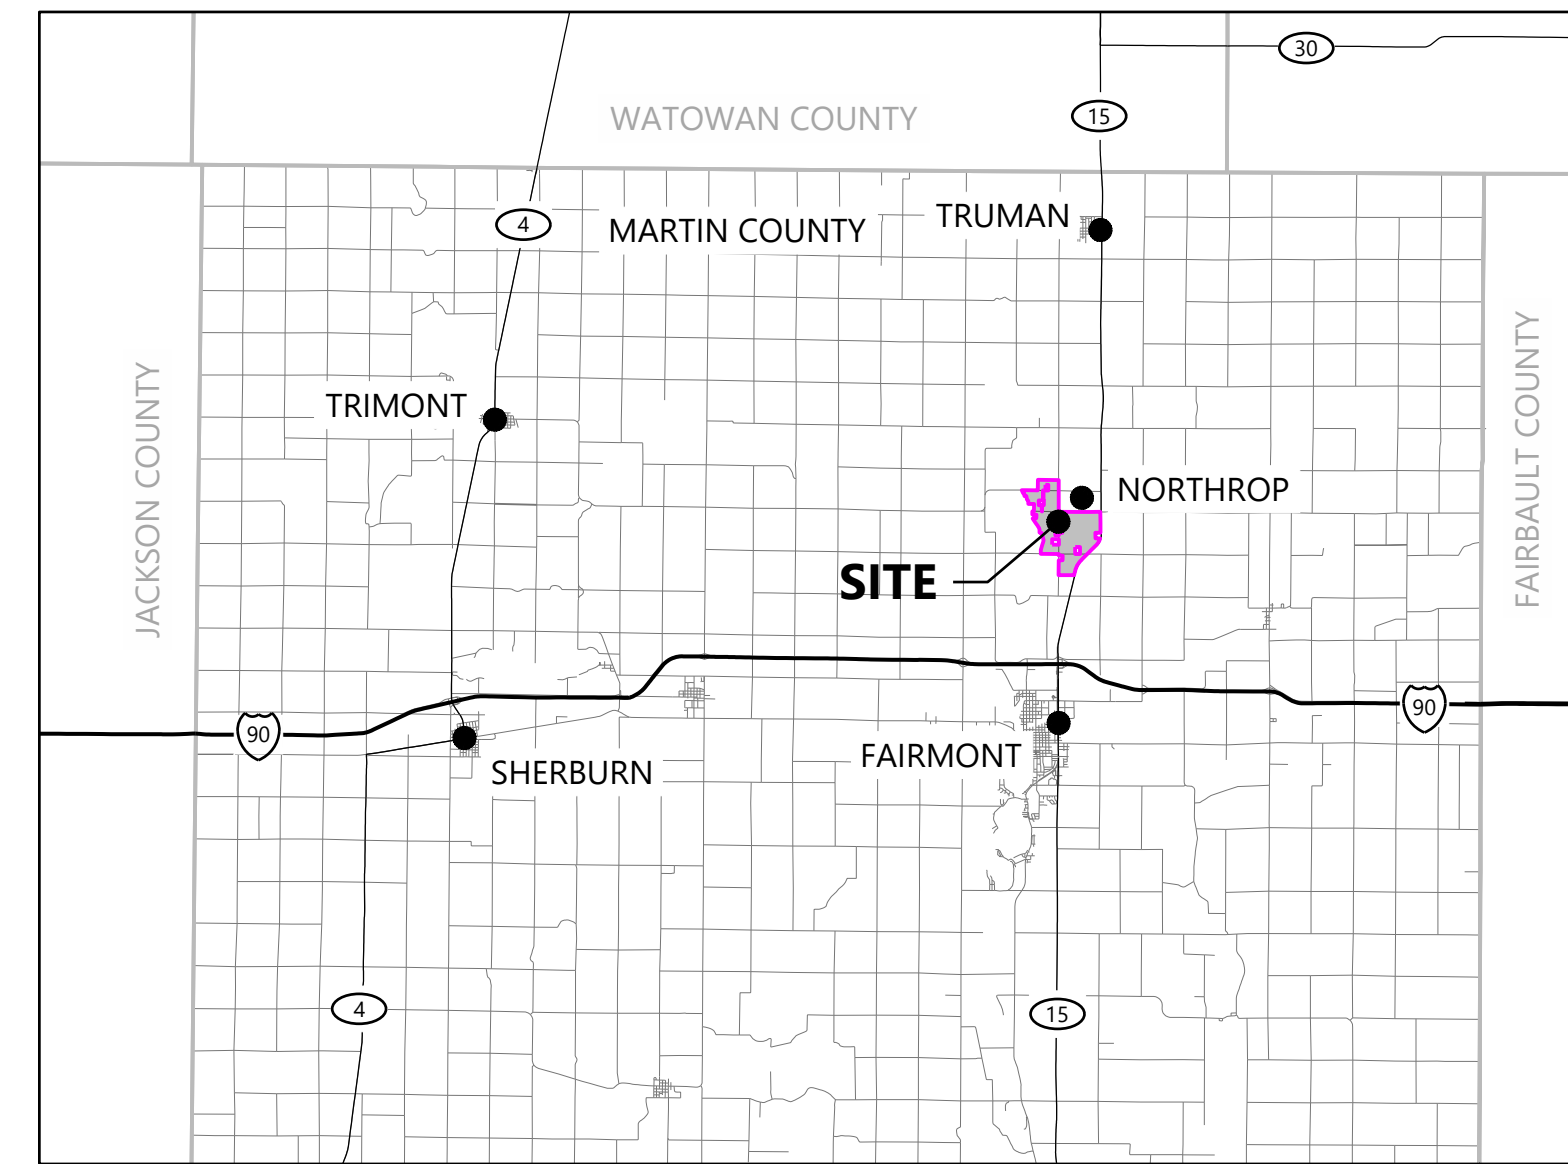 30
WATOWAN COUNTY
15
4
MARTIN COUNTY
TRUMAN
JACKSON COUNTY
TRIMONT
FAIRBAULT COUNTY
NORTHROP
SITE
90
90
SHERBURN
FAIRMONT
4
15